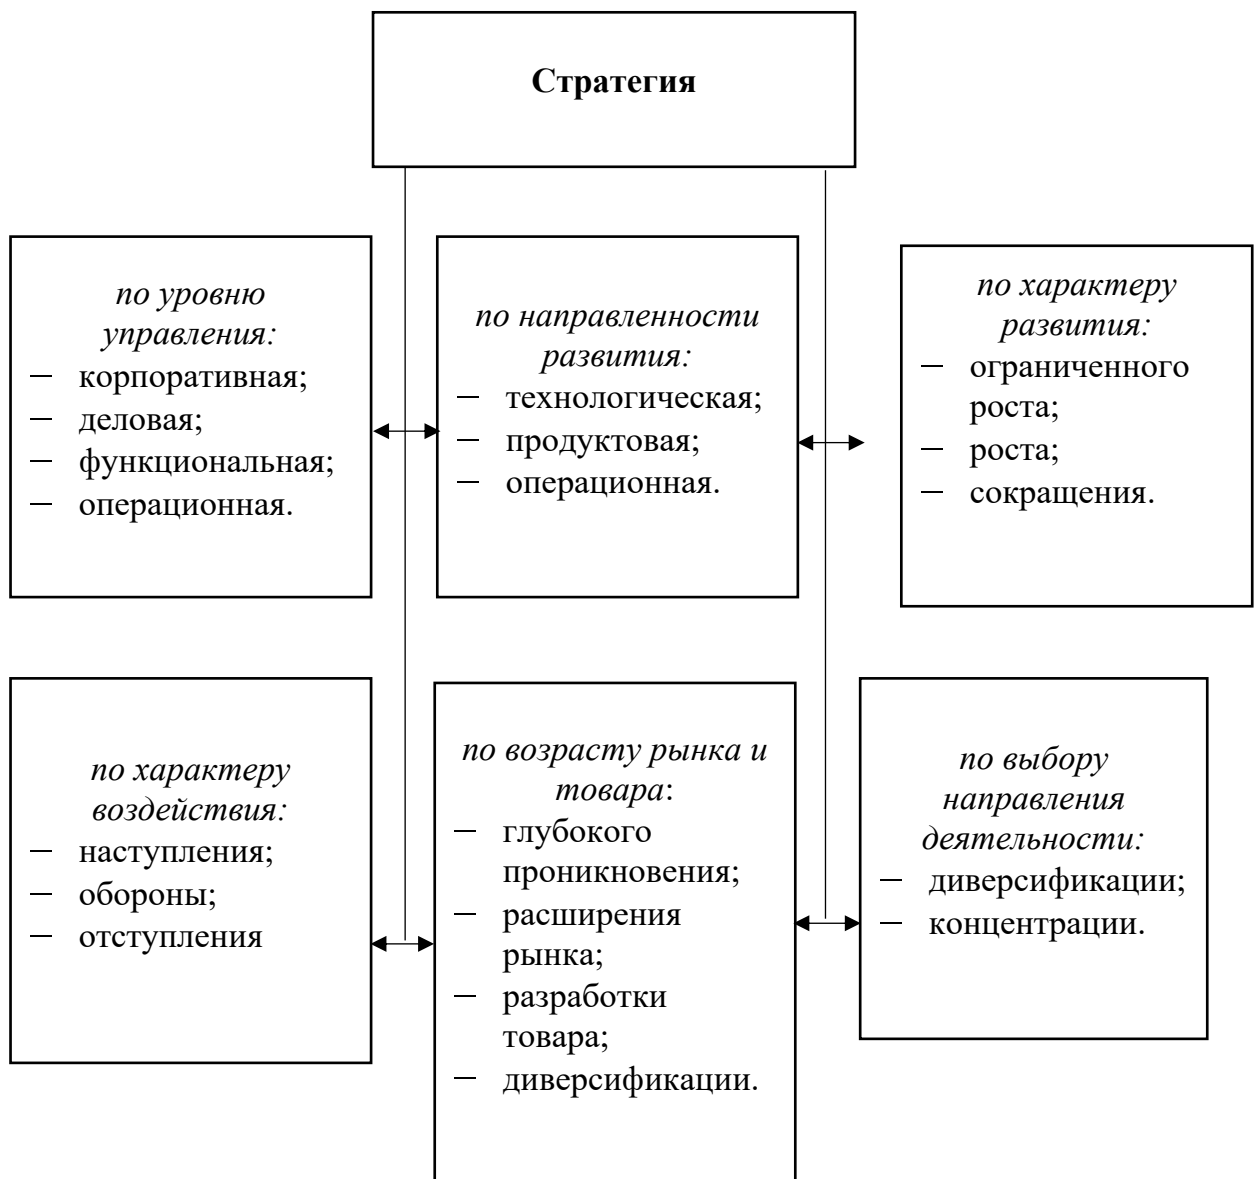 Стратегия
по уровню
управления:
— корпоративная;
— деловая;
— функциональная;
— операционная.
по направленности
развития:
— технологическая;
— продуктовая;
— операционная.
по характеру
развития:
— ограниченного
роста;
— роста;
— сокращения.
по характеру
воздействия:
— наступления;
— обороны;
— отступления
по возрасту рынка и
товара:
— глубокого
проникновения;
— расширения
рынка;
— разработки
товара;
— диверсификации.
по выбору
направления
деятельности:
— диверсификации;
— концентрации.